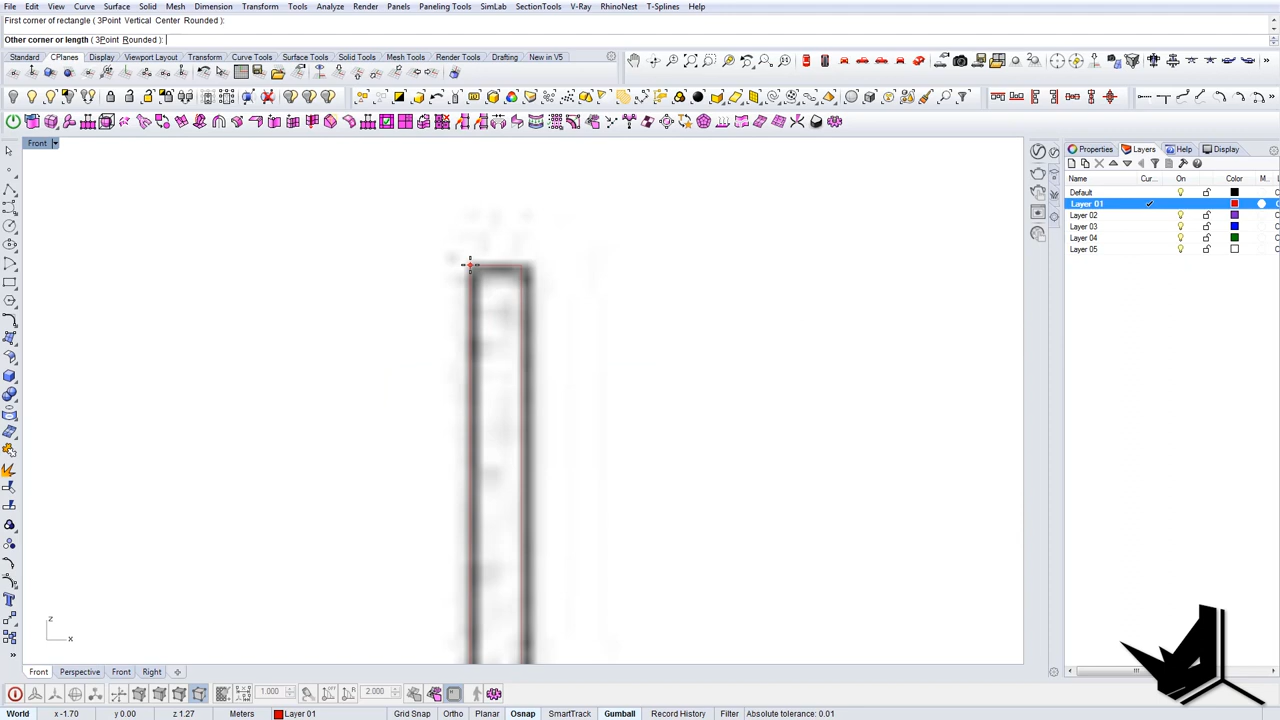 File Edit View Curve Surface Solid Mesh Dimension Transform Tools Analyze Render Panels Paneling Tools SimLab SectionTools V-Ray RhinoNest T-Splines Help
First corner of rectangle ( 3Point Vertical Center Rounded ):
Other corner or length ( 3Point Rounded ):
Standard CPlanes Display Viewport Layout Transform Curve Tools Surface Tools Solid Tools Mesh Tools Render Tools Drafting New in V5
Front
Properties Layers Help Display
Name Cur... On Color M...
Default
Layer 01
Layer 02
Layer 03
Layer 04
Layer 05
z
x
Front Perspective Front Right
1.000 2.000
World x -1.70 y 0.00 z 1.27 Meters Layer 01 Grid Snap Ortho Planar Osnap SmartTrack Gumball Record History Filter Absolute tolerance: 0.01